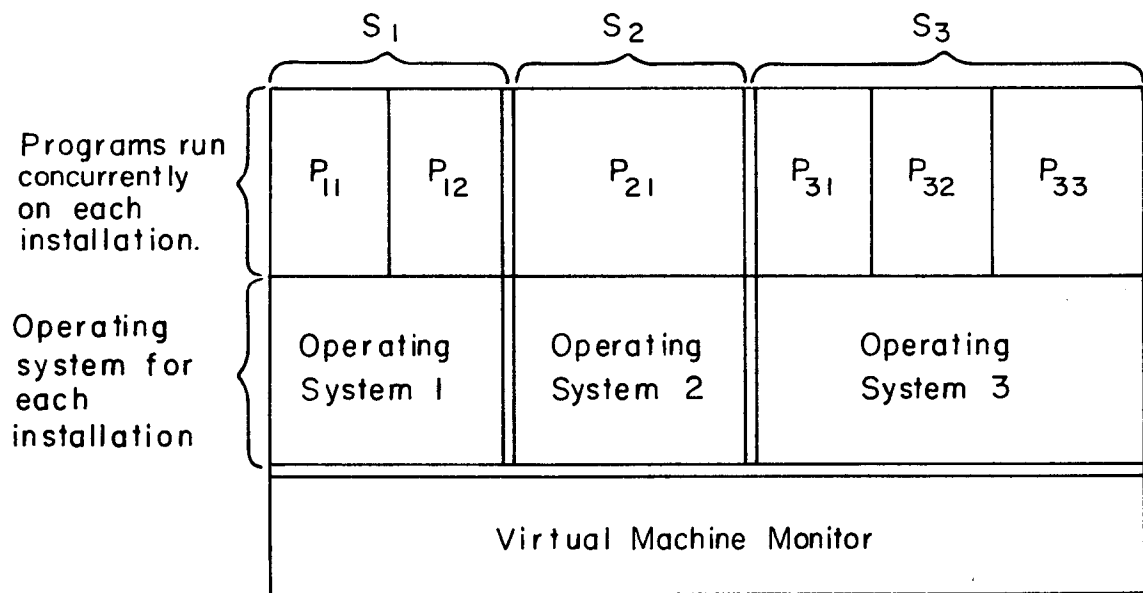 S1 S2 S3
Programs run
concurrently
on each
installation.
P11 P12 P21 P31 P32 P33
Operating
system for
each
installation
Operating
System 1
Operating
System 2
Operating
System 3
Virtual Machine Monitor